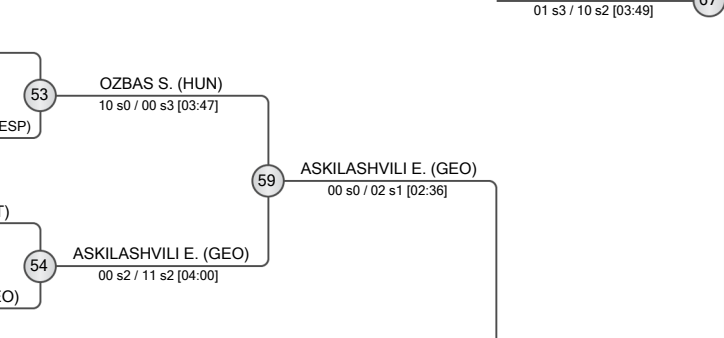 01 s3 / 10 s2 [03:49]
53
OZBAS S. (HUN)
10 s0 / 00 s3 [03:47]
ESP)
59
ASKILASHVILI E. (GEO)
00 s0 / 02 s1 [02:36]
T)
54
ASKILASHVILI E. (GEO)
00 s2 / 11 s2 [04:00]
EO)